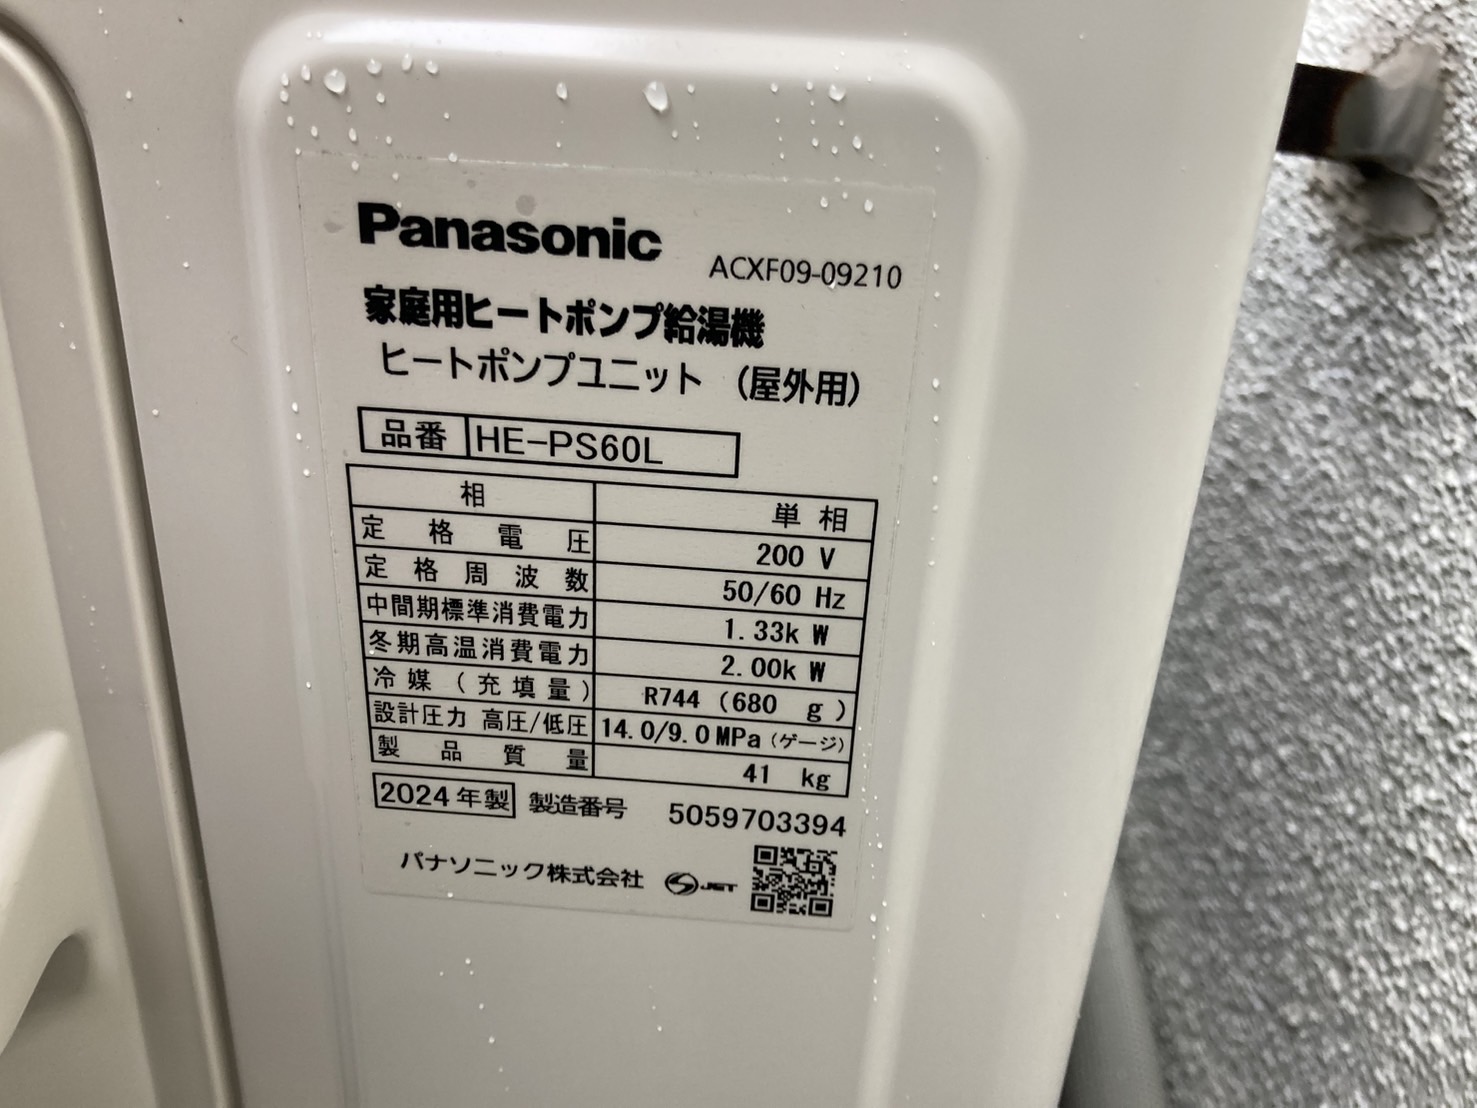 Panasonic
ACXF09-09210
家庭用ヒートポンプ給湯機
ヒートポンプユニット （屋外用）
品番 HE-PS60L
相 単相
定格電圧 200 V
定格周波数 50/60 Hz
中間期標準消費電力 1.33k W
冬期高温消費電力 2.00k W
冷媒（充填量） R744（680 g）
設計圧力 高圧/低圧 14.0/9.0MPa（ゲージ）
製品質量 41 kg
2024年製 製造番号 5059703394
パナソニック株式会社 JET